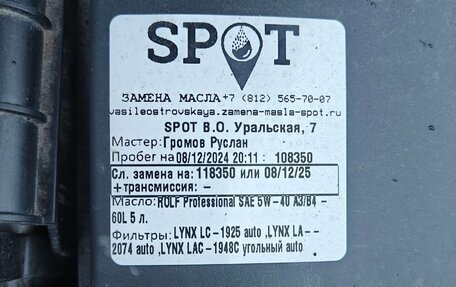 SPOT
ЗАМЕНА МАСЛА+7 (812) 565-70-07
vasileostrovskaya.zamena-masla-spot.ru
SPOT В.О. Уральская, 7
Мастер: Громов Руслан
Пробег на 08/12/2024 20:11 : 108350
Сл. замена на: 118350 или 08/12/25
+трансмиссия: -
Масло: ROLF Professional SAE 5W-40 A3/B4 -
60L 5 л.
Фильтры: LYNX LC-1925 auto ,LYNX LA--
2074 auto ,LYNX LAC-1948C угольный auto